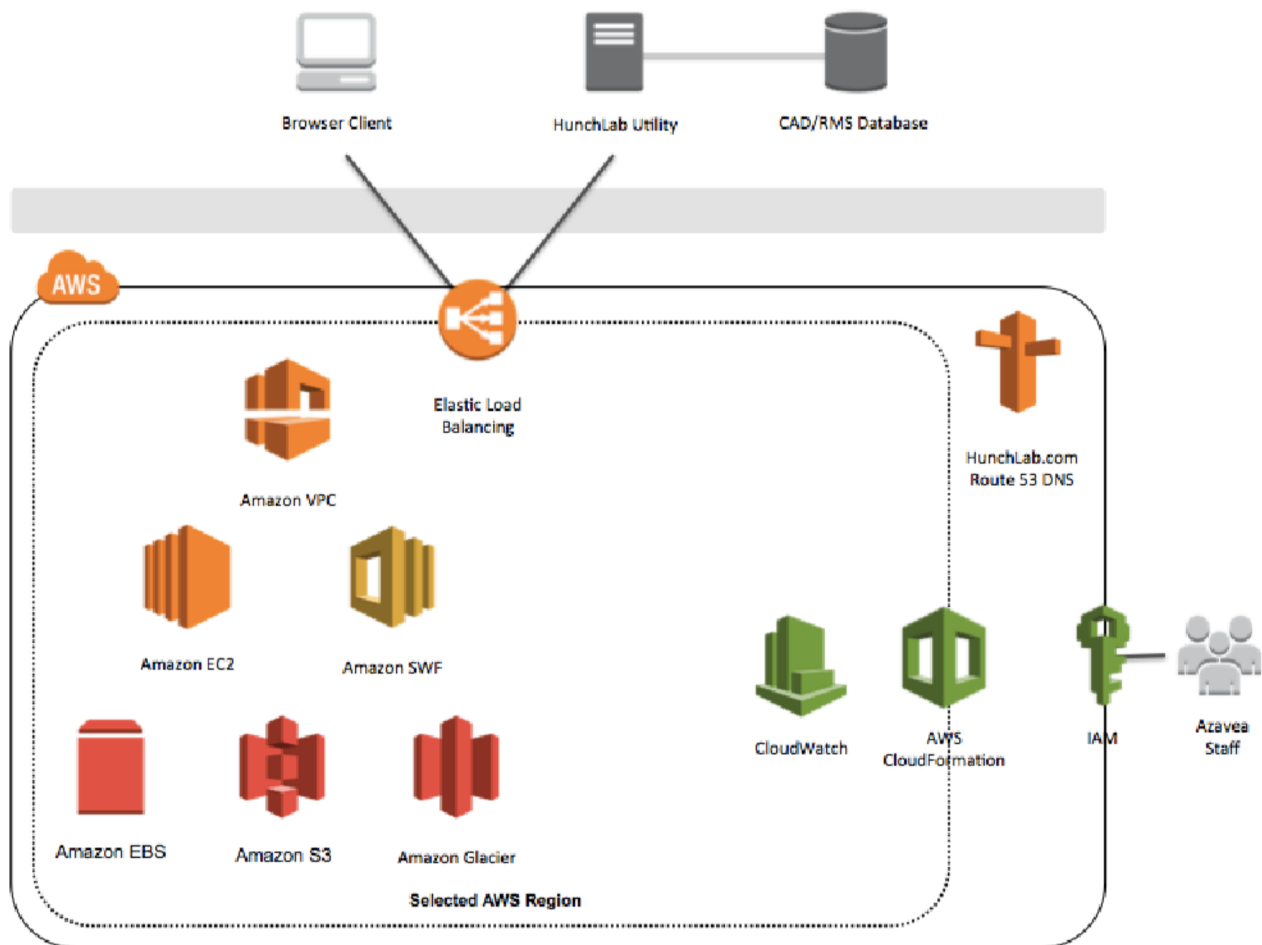 Browser Client
HunchLab Utility
CAD/RMS Database
AWS
Elastic Load
Balancing
HunchLab.com
Route 53 DNS
Amazon VPC
Amazon EC2
Amazon SWF
CloudWatch
AWS
CloudFormation
IAM
Azavea
Staff
Amazon EBS
Amazon S3
Amazon Glacier
Selected AWS Region